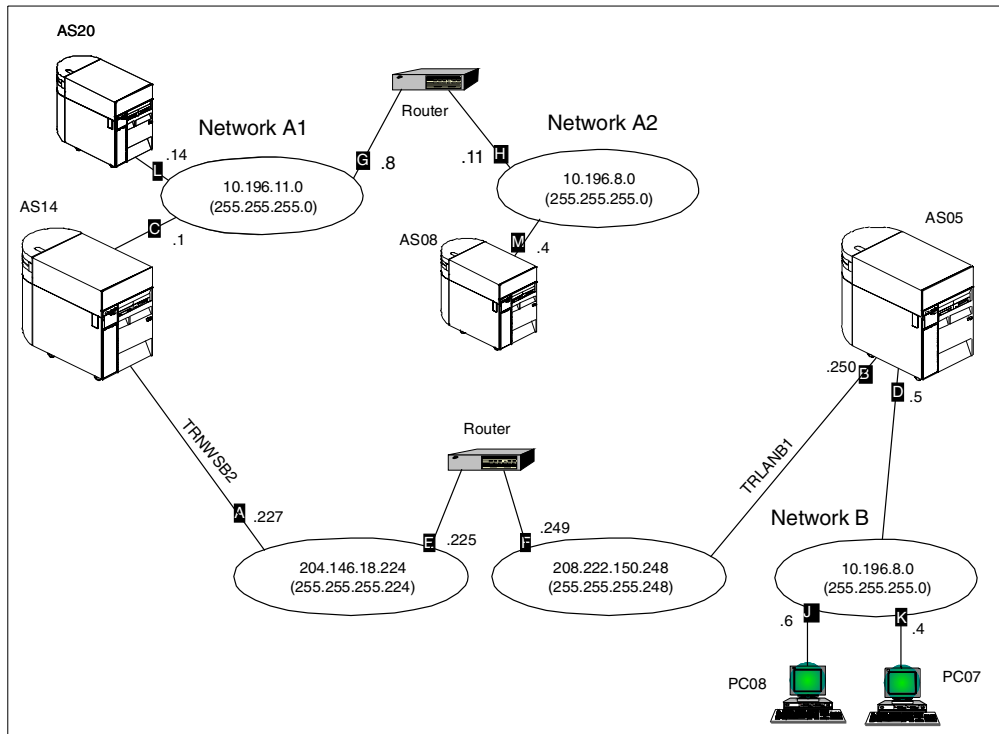 AS20
Router
Network A1
Network A2
L
.14
G
.8
.11
H
10.196.11.0
(255.255.255.0)
10.196.8.0
(255.255.255.0)
AS14
C
.1
AS08
M
.4
AS05
.250
B
D
.5
TRNWSB2
Router
TRLANB1
A
.227
E
.225
F
.249
Network B
204.146.18.224
(255.255.255.224)
208.222.150.248
(255.255.255.248)
10.196.8.0
(255.255.255.0)
J
.6
K
.4
PC08
PC07